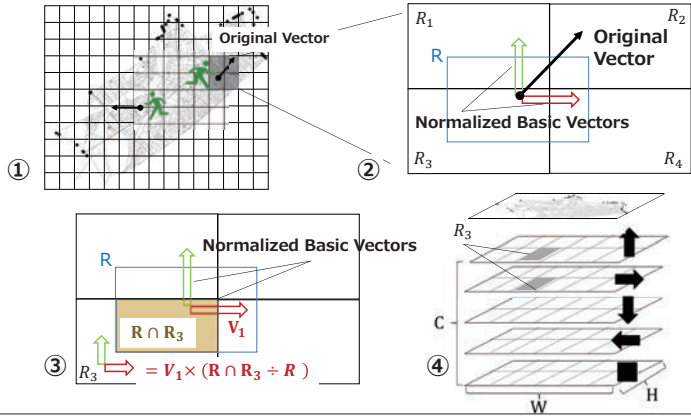 Original Vector
①
R₁
R₂
R
Original
Vector
Normalized Basic Vectors
②
R₃
R₄
R
Normalized Basic Vectors
R ∩ R₃
V₁
③
R₃
= V₁ × (R ∩ R₃ ÷ R )
R₃
C
④
W
H